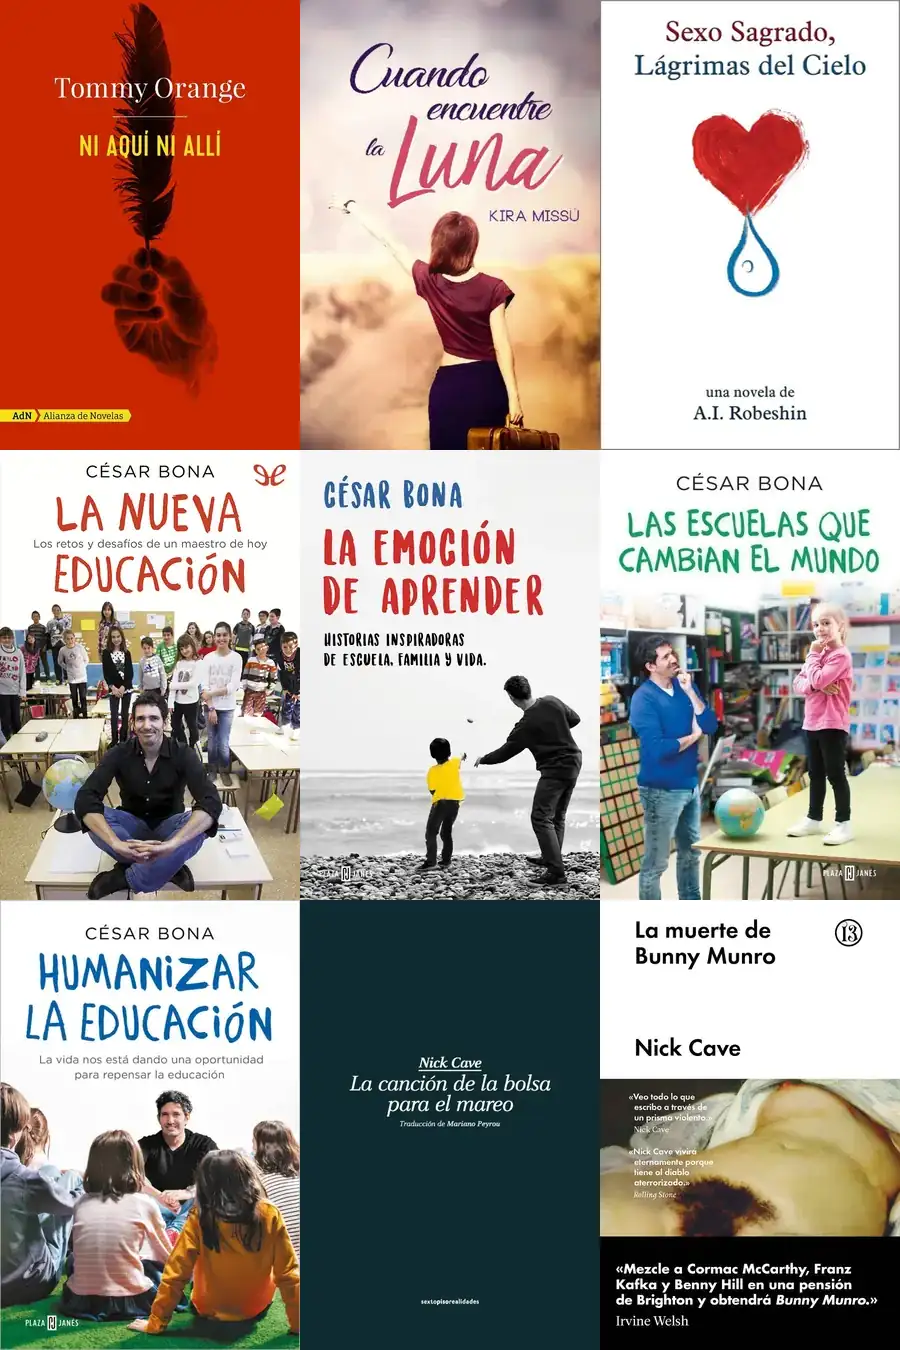 Tommy Orange
NI AQUÍ NI ALLÍ
AdN
Alianza de Novelas
Cuando
encuentre
la
Luna
KIRA MISSÜ
Sexo Sagrado,
Lágrimas del Cielo
una novela de
A.I. Robeshin
CÉSAR BONA
LA NUEVA
Los retos y desafíos de un maestro de hoy
EDUCACIÓN
CÉSAR BONA
LA EMOCIÓN
DE APRENDER
HISTORIAS INSPIRADORAS
DE ESCUELA, FAMILIA Y VIDA.
PLAZA JANÉS
CÉSAR BONA
LAS ESCUELAS QUE
CAMBIAN EL MUNDO
PLAZA JANÉS
CÉSAR BONA
HUMANIZAR
LA EDUCACIÓN
La vida nos está dando una oportunidad
para repensar la educación
PLAZA JANÉS
Nick Cave
La canción de la bolsa
para el mareo
Traducción de Mariano Peyrou
sextopisorealidades
La muerte de
Bunny Munro
13
Nick Cave
«Veo todo lo que
escribo a través de
un prisma violento.»
Nick Cave
«Nick Cave vivirá
eternamente porque
tiene al diablo
aterrorizado.»
Rolling Stone
«Mezcle a Cormac McCarthy, Franz
Kafka y Benny Hill en una pensión
de Brighton y obtendrá Bunny Munro.»
Irvine Welsh